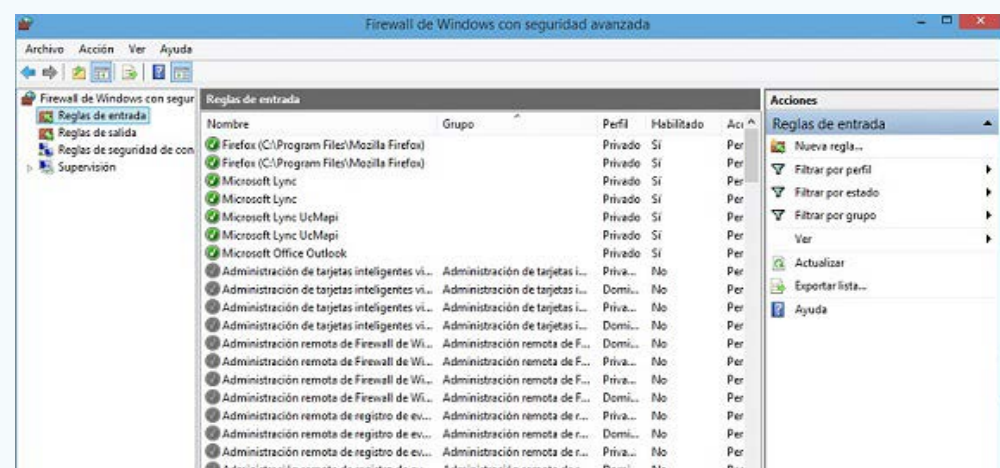 Firewall de Windows con seguridad avanzada
Archivo Acción Ver Ayuda
Firewall de Windows con segur
Reglas de entrada
Reglas de salida
Reglas de seguridad de con
Supervisión
Reglas de entrada
Nombre Grupo Perfil Habilitado Acc
Firefox (C:\Program Files\Mozilla Firefox) Privado Sí Per
Firefox (C:\Program Files\Mozilla Firefox) Privado Sí Per
Microsoft Lync Privado Sí Per
Microsoft Lync Privado Sí Per
Microsoft Lync UcMapi Privado Sí Per
Microsoft Lync UcMapi Privado Sí Per
Microsoft Office Outlook Privado Sí Per
Administración de tarjetas inteligentes vi... Administración de tarjetas i... Priva... No Per
Administración de tarjetas inteligentes vi... Administración de tarjetas i... Domi... No Per
Administración de tarjetas inteligentes vi... Administración de tarjetas i... Priva... No Per
Administración de tarjetas inteligentes vi... Administración de tarjetas i... Domi... No Per
Administración remota de Firewall de Wi... Administración remota de F... Domi... No Per
Administración remota de Firewall de Wi... Administración remota de F... Priva... No Per
Administración remota de Firewall de Wi... Administración remota de F... Priva... No Per
Administración remota de Firewall de Wi... Administración remota de F... Domi... No Per
Administración remota de registro de ev... Administración remota de r... Priva... No Per
Administración remota de registro de ev... Administración remota de r... Domi... No Per
Administración remota de registro de ev... Administración remota de r... Priva... No Per
Acciones
Reglas de entrada
Nueva regla...
Filtrar por perfil
Filtrar por estado
Filtrar por grupo
Ver
Actualizar
Exportar lista...
Ayuda